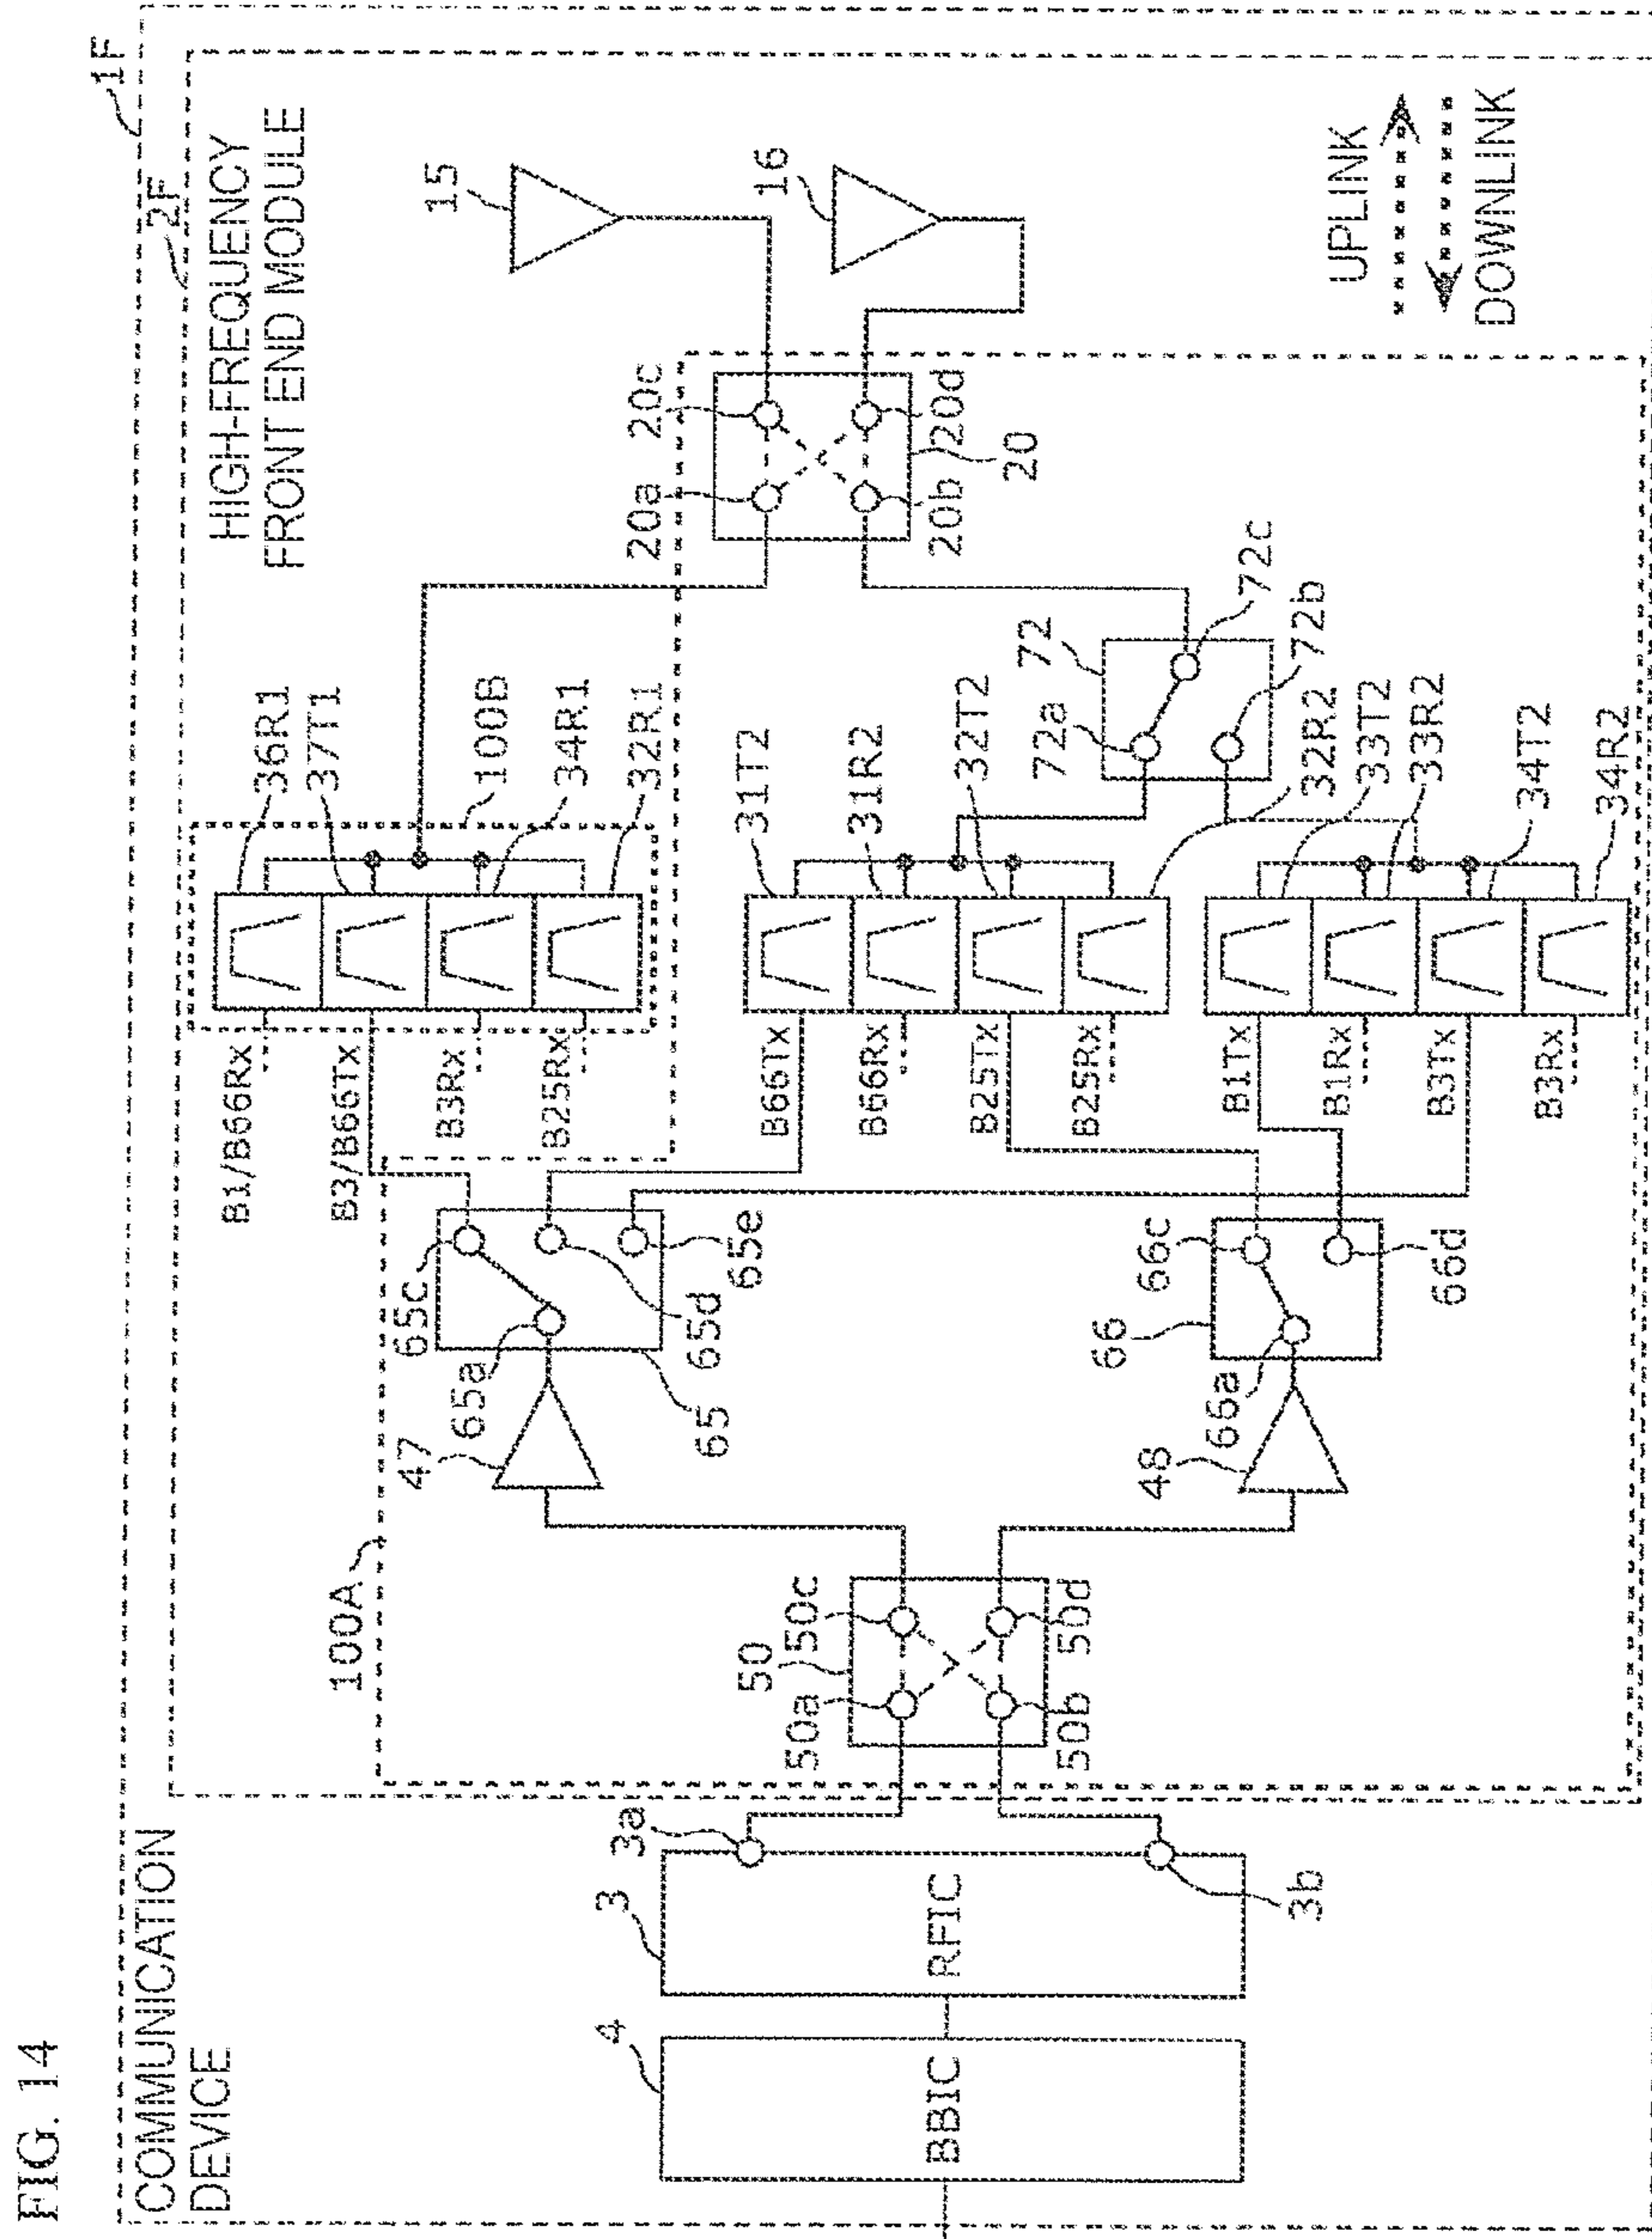 FIG. 14
COMMUNICATION
DEVICE
1F
2F
HIGH-FREQUENCY
FRONT END MODULE
100A
B1/B66Rx
36R1
B3/B66Tx
37T1
B3Rx
100B
34R1
B25Rx
32R1
15
16
4
BBIC
3
RFIC
3a
3b
50
50a
50c
50b
50d
47
65c
65a
65d
65e
65
B66Tx
31T2
B66Rx
31R2
B25Tx
32T2
B25Rx
32R2
20a
20c
20b
20d
20
72
72a
72c
72b
48
66
66c
66a
66d
B1Tx
33T2
B1Rx
33R2
B3Tx
34T2
B3Rx
34R2
UPLINK
DOWNLINK